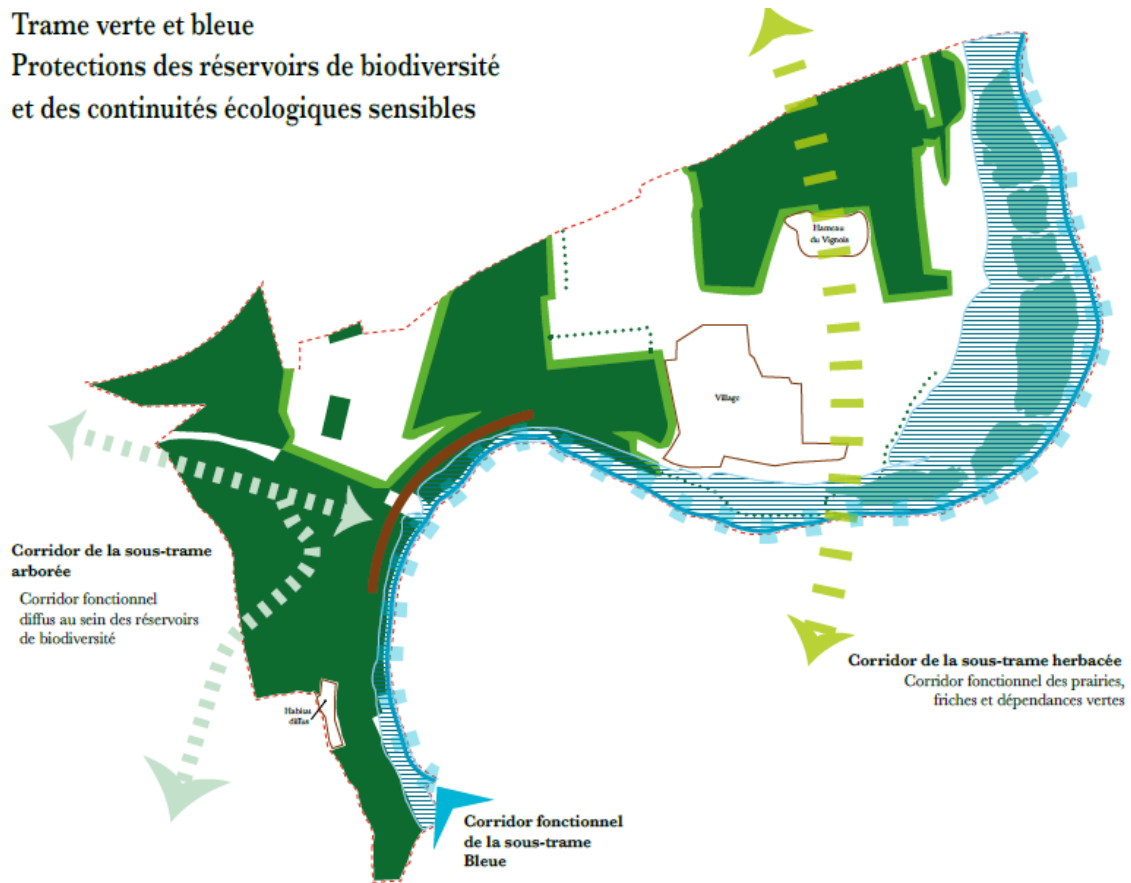 Trame verte et bleue
Protections des réservoirs de biodiversité
et des continuités écologiques sensibles
Hameau
du Vignois
Village
Corridor de la sous-trame
arborée
Corridor fonctionnel
diffus au sein des réservoirs
de biodiversité
Corridor de la sous-trame herbacée
Corridor fonctionnel des prairies,
friches et dépendances vertes
Habitat
diffus
Corridor fonctionnel
de la sous-trame
Bleue